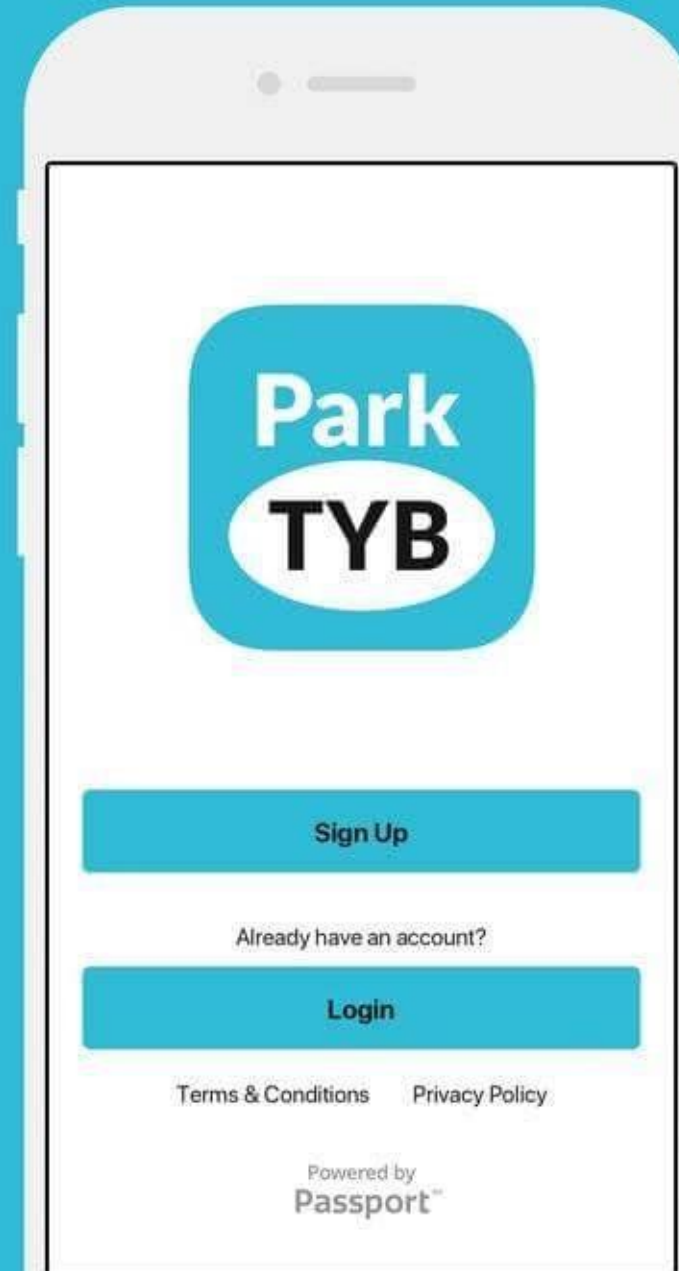 Park
TYB
Sign Up
Already have an account?
Login
Terms & Conditions Privacy Policy
Powered by
Passport™